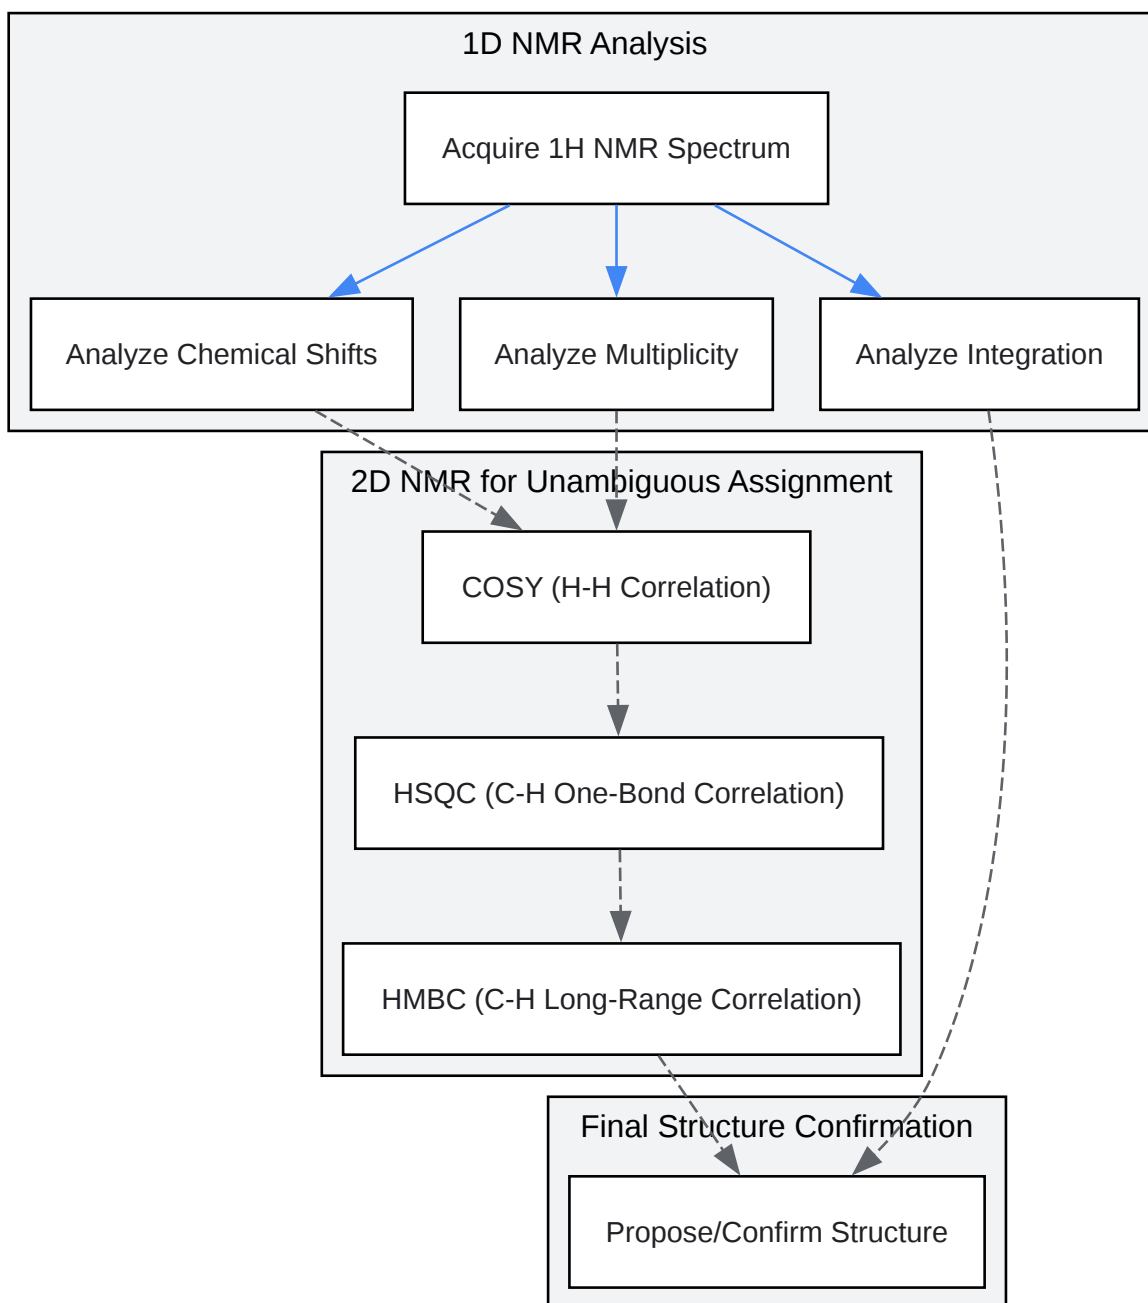 1D NMR Analysis
Acquire 1H NMR Spectrum
Analyze Chemical Shifts
Analyze Multiplicity
Analyze Integration
2D NMR for Unambiguous Assignment
COSY (H-H Correlation)
HSQC (C-H One-Bond Correlation)
HMBC (C-H Long-Range Correlation)
Final Structure Confirmation
Propose/Confirm Structure